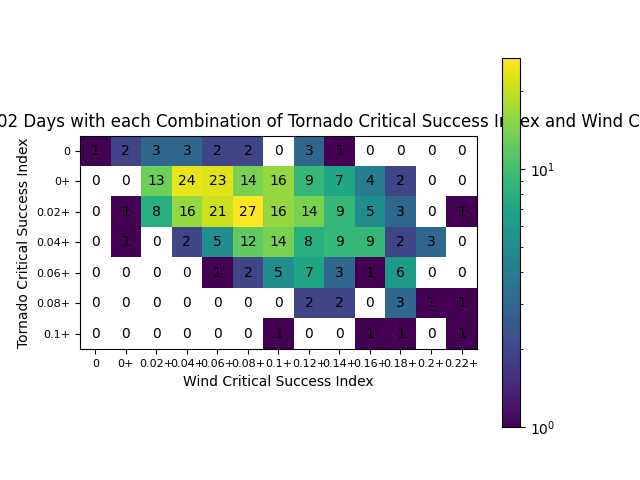 02 Days with each Combination of Tornado Critical Success Index and Wind C
Tornado Critical Success Index
0 1 2 3 3 2 2 0 3 1 0 0 0 0
0+ 0 0 13 24 23 14 16 9 7 4 2 0 0
0.02+ 0 1 8 16 21 27 16 14 9 5 3 0 1
0.04+ 0 1 0 2 5 12 14 8 9 9 2 3 0
0.06+ 0 0 0 0 1 2 5 7 3 1 6 0 0
0.08+ 0 0 0 0 0 0 0 2 2 0 3 1 1
0.1+ 0 0 0 0 0 0 1 0 0 1 1 0 1
0 0+ 0.02+ 0.04+ 0.06+ 0.08+ 0.1+ 0.12+ 0.14+ 0.16+ 0.18+ 0.2+ 0.22+
Wind Critical Success Index
10¹
10⁰